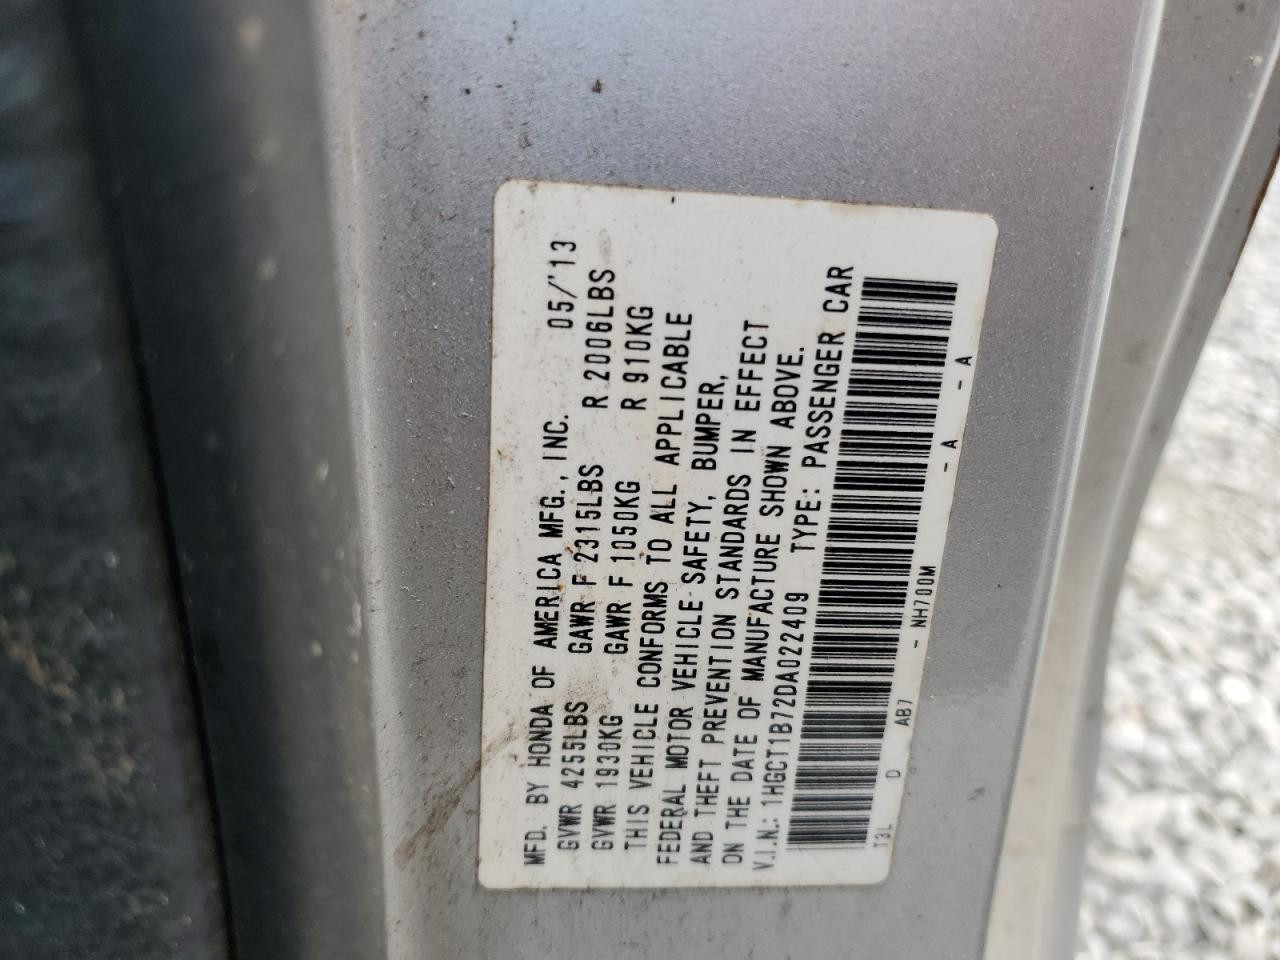 MFD. BY HONDA OF AMERICA MFG., INC. 05/'13
GVWR 4255LBS GAWR F 2315LBS R 2006LBS
GVWR 1930KG GAWR F 1050KG R 910KG
THIS VEHICLE CONFORMS TO ALL APPLICABLE
FEDERAL MOTOR VEHICLE SAFETY, BUMPER,
AND THEFT PREVENTION STANDARDS IN EFFECT
ON THE DATE OF MANUFACTURE SHOWN ABOVE.
V.I.N.: 1HGCT1B72DA022409 TYPE: PASSENGER CAR
T3L D AB7 - NH700M - A - A